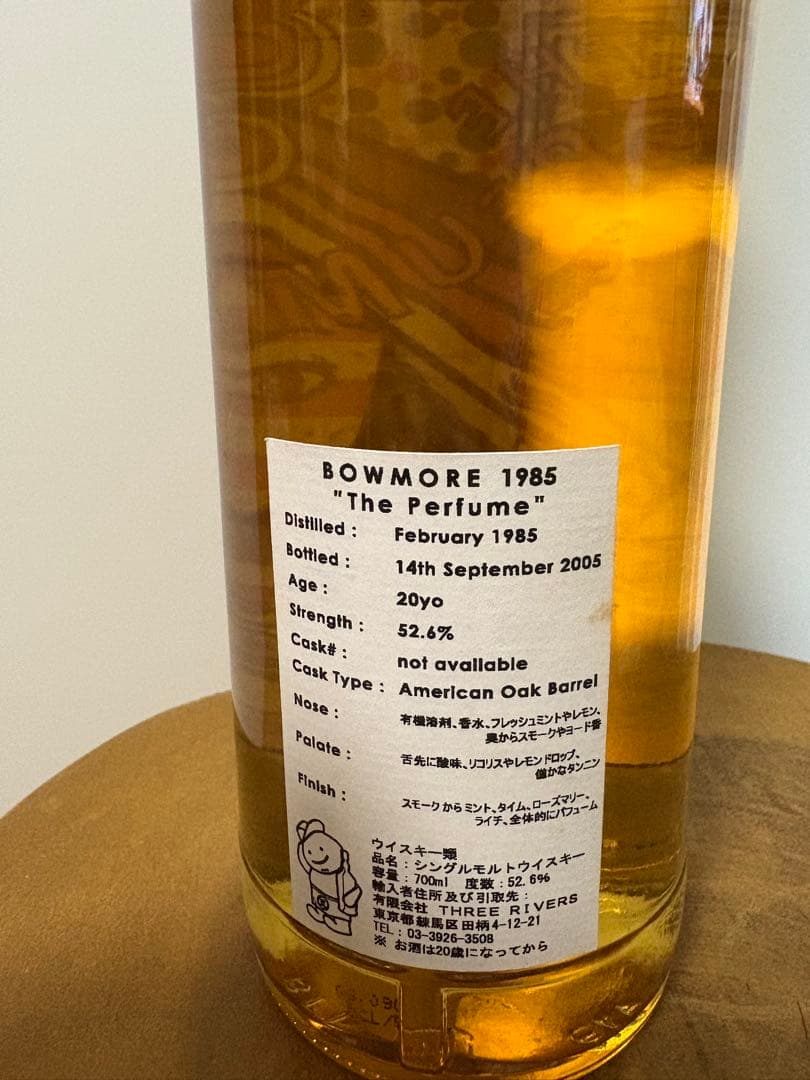 BOWMORE 1985
"The Perfume"
Distilled : February 1985
Bottled : 14th September 2005
Age : 20yo
Strength : 52.6%
Cask# : not available
Cask Type : American Oak Barrel
Nose : 有機溶剤、香水、フレッシュミントやレモン、
奥からスモークやヨード香
Palate : 舌先に酸味、リコリスやレモンドロップ、
僅かなタンニン
Finish : スモークからミント、タイム、ローズマリー、
ライチ、全体的にパフューム
ウイスキー類
品名：シングルモルトウイスキー
容量：700ml 度数：52.6%
輸入者住所及び引取先：
有限会社 THREE RIVERS
東京都練馬区田柄4-12-21
TEL：03-3926-3508
※ お酒は20歳になってから